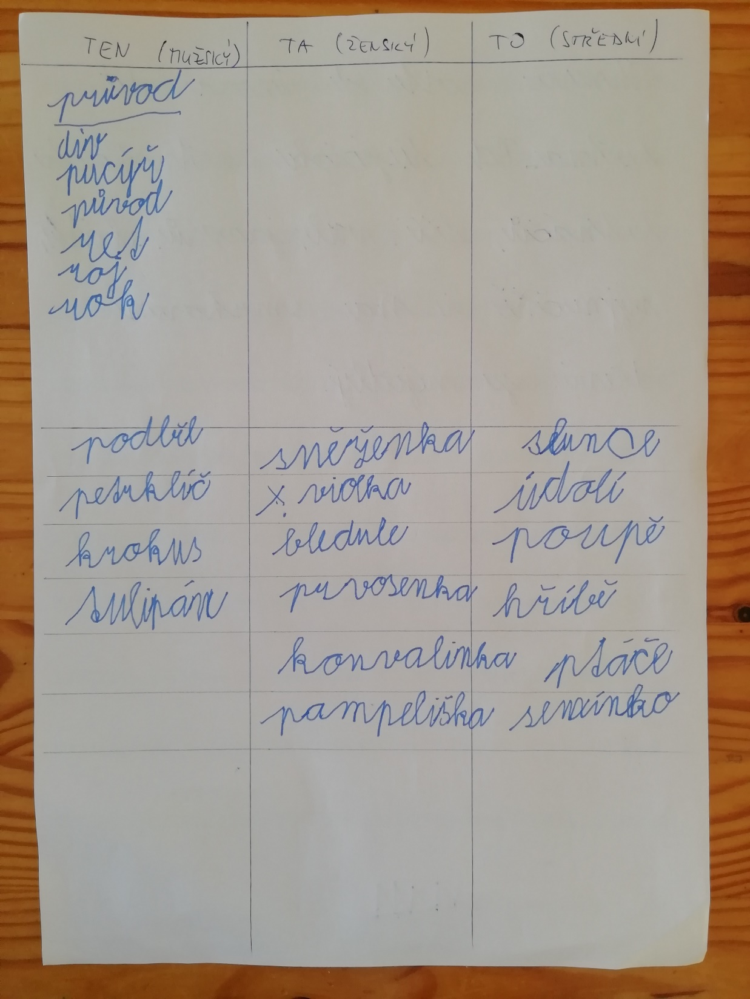 TEN (MUŽSKÝ) TA (ŽENSKÝ) TO (STŘEDNÍ)
průvod
div
pucýř
původ
ret
roj
rok
podběl sněženka slunce
petrklíč x violka údolí
krokus bledule poupě
tulipán prvosenka hříbě
konvalinka ptáče
pampeliška semínko